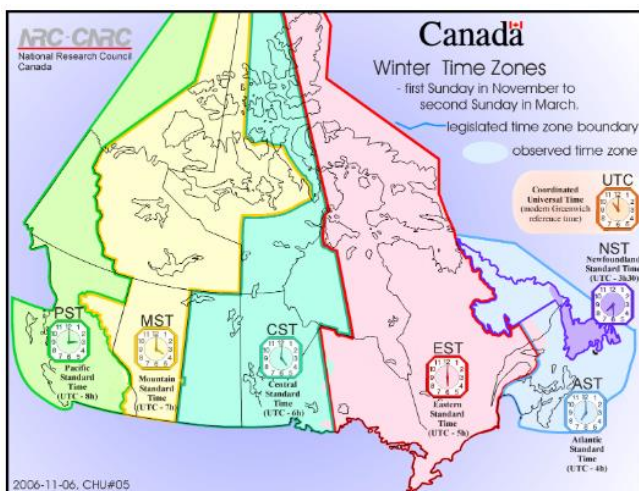 NRC-CNRC
National Research Council
Canada
Canada
Winter Time Zones
- first Sunday in November to
second Sunday in March.
legislated time zone boundary
observed time zone
UTC
Coordinated
Universal Time
(modern Greenwich
reference time)
NST
Newfoundland
Standard Time
(UTC - 3h30)
PST
Pacific
Standard
Time
(UTC - 8h)
MST
Mountain
Standard
Time
(UTC - 7h)
CST
Central
Standard
Time
(UTC - 6h)
EST
Eastern
Standard
Time
(UTC - 5h)
AST
Atlantic
Standard
Time
(UTC - 4h)
2006-11-06, CHU#05